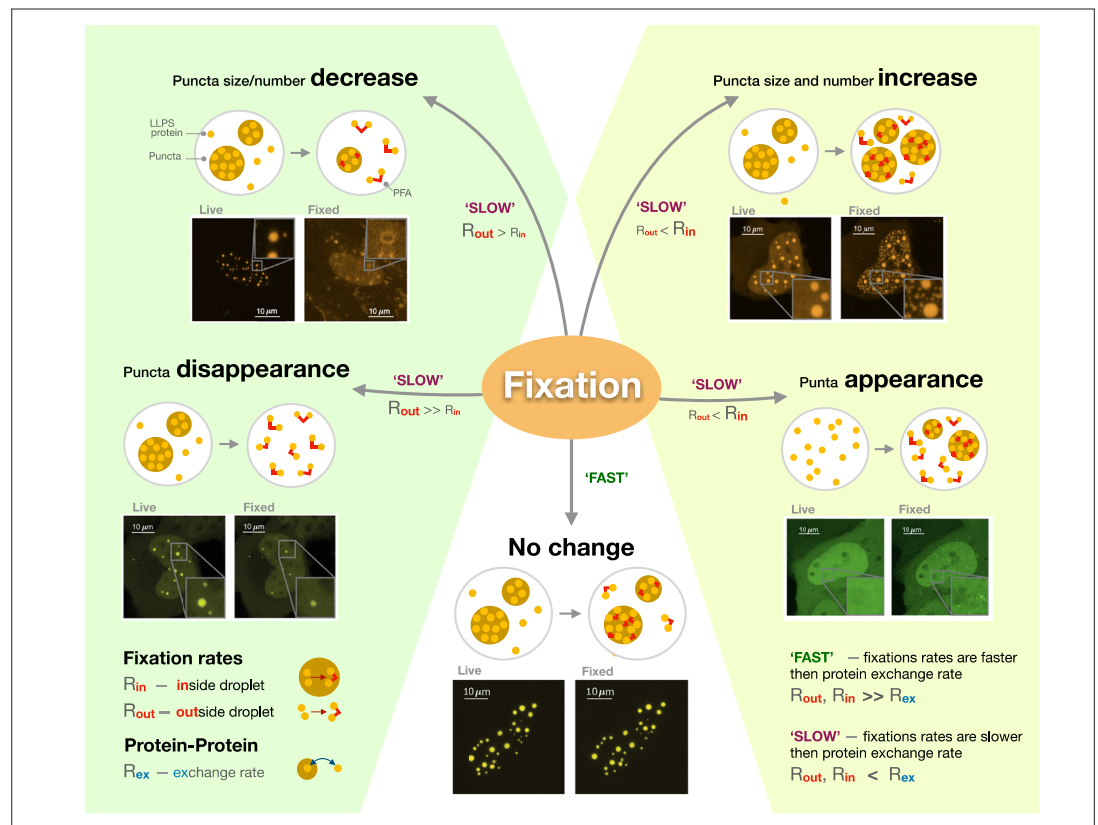 Puncta size/number decrease
LLPS
protein
Puncta
PFA
Live
Fixed
10 μm
10 μm
'SLOW'
Rout > Rin
Puncta size and number increase
'SLOW'
Rout < Rin
Live
Fixed
10 μm
10 μm
Puncta disappearance
'SLOW'
Rout >> Rin
Fixation
'SLOW'
Rout < Rin
Punta appearance
Live
Fixed
10 μm
10 μm
'FAST'
No change
Live
Fixed
10 μm
10 μm
Live
Fixed
10 μm
10 μm
Fixation rates
Rin — inside droplet
Rout — outside droplet
Protein-Protein
Rex — exchange rate
'FAST' — fixations rates are faster
then protein exchange rate
Rout, Rin >> Rex
'SLOW' — fixations rates are slower
then protein exchange rate
Rout, Rin < Rex